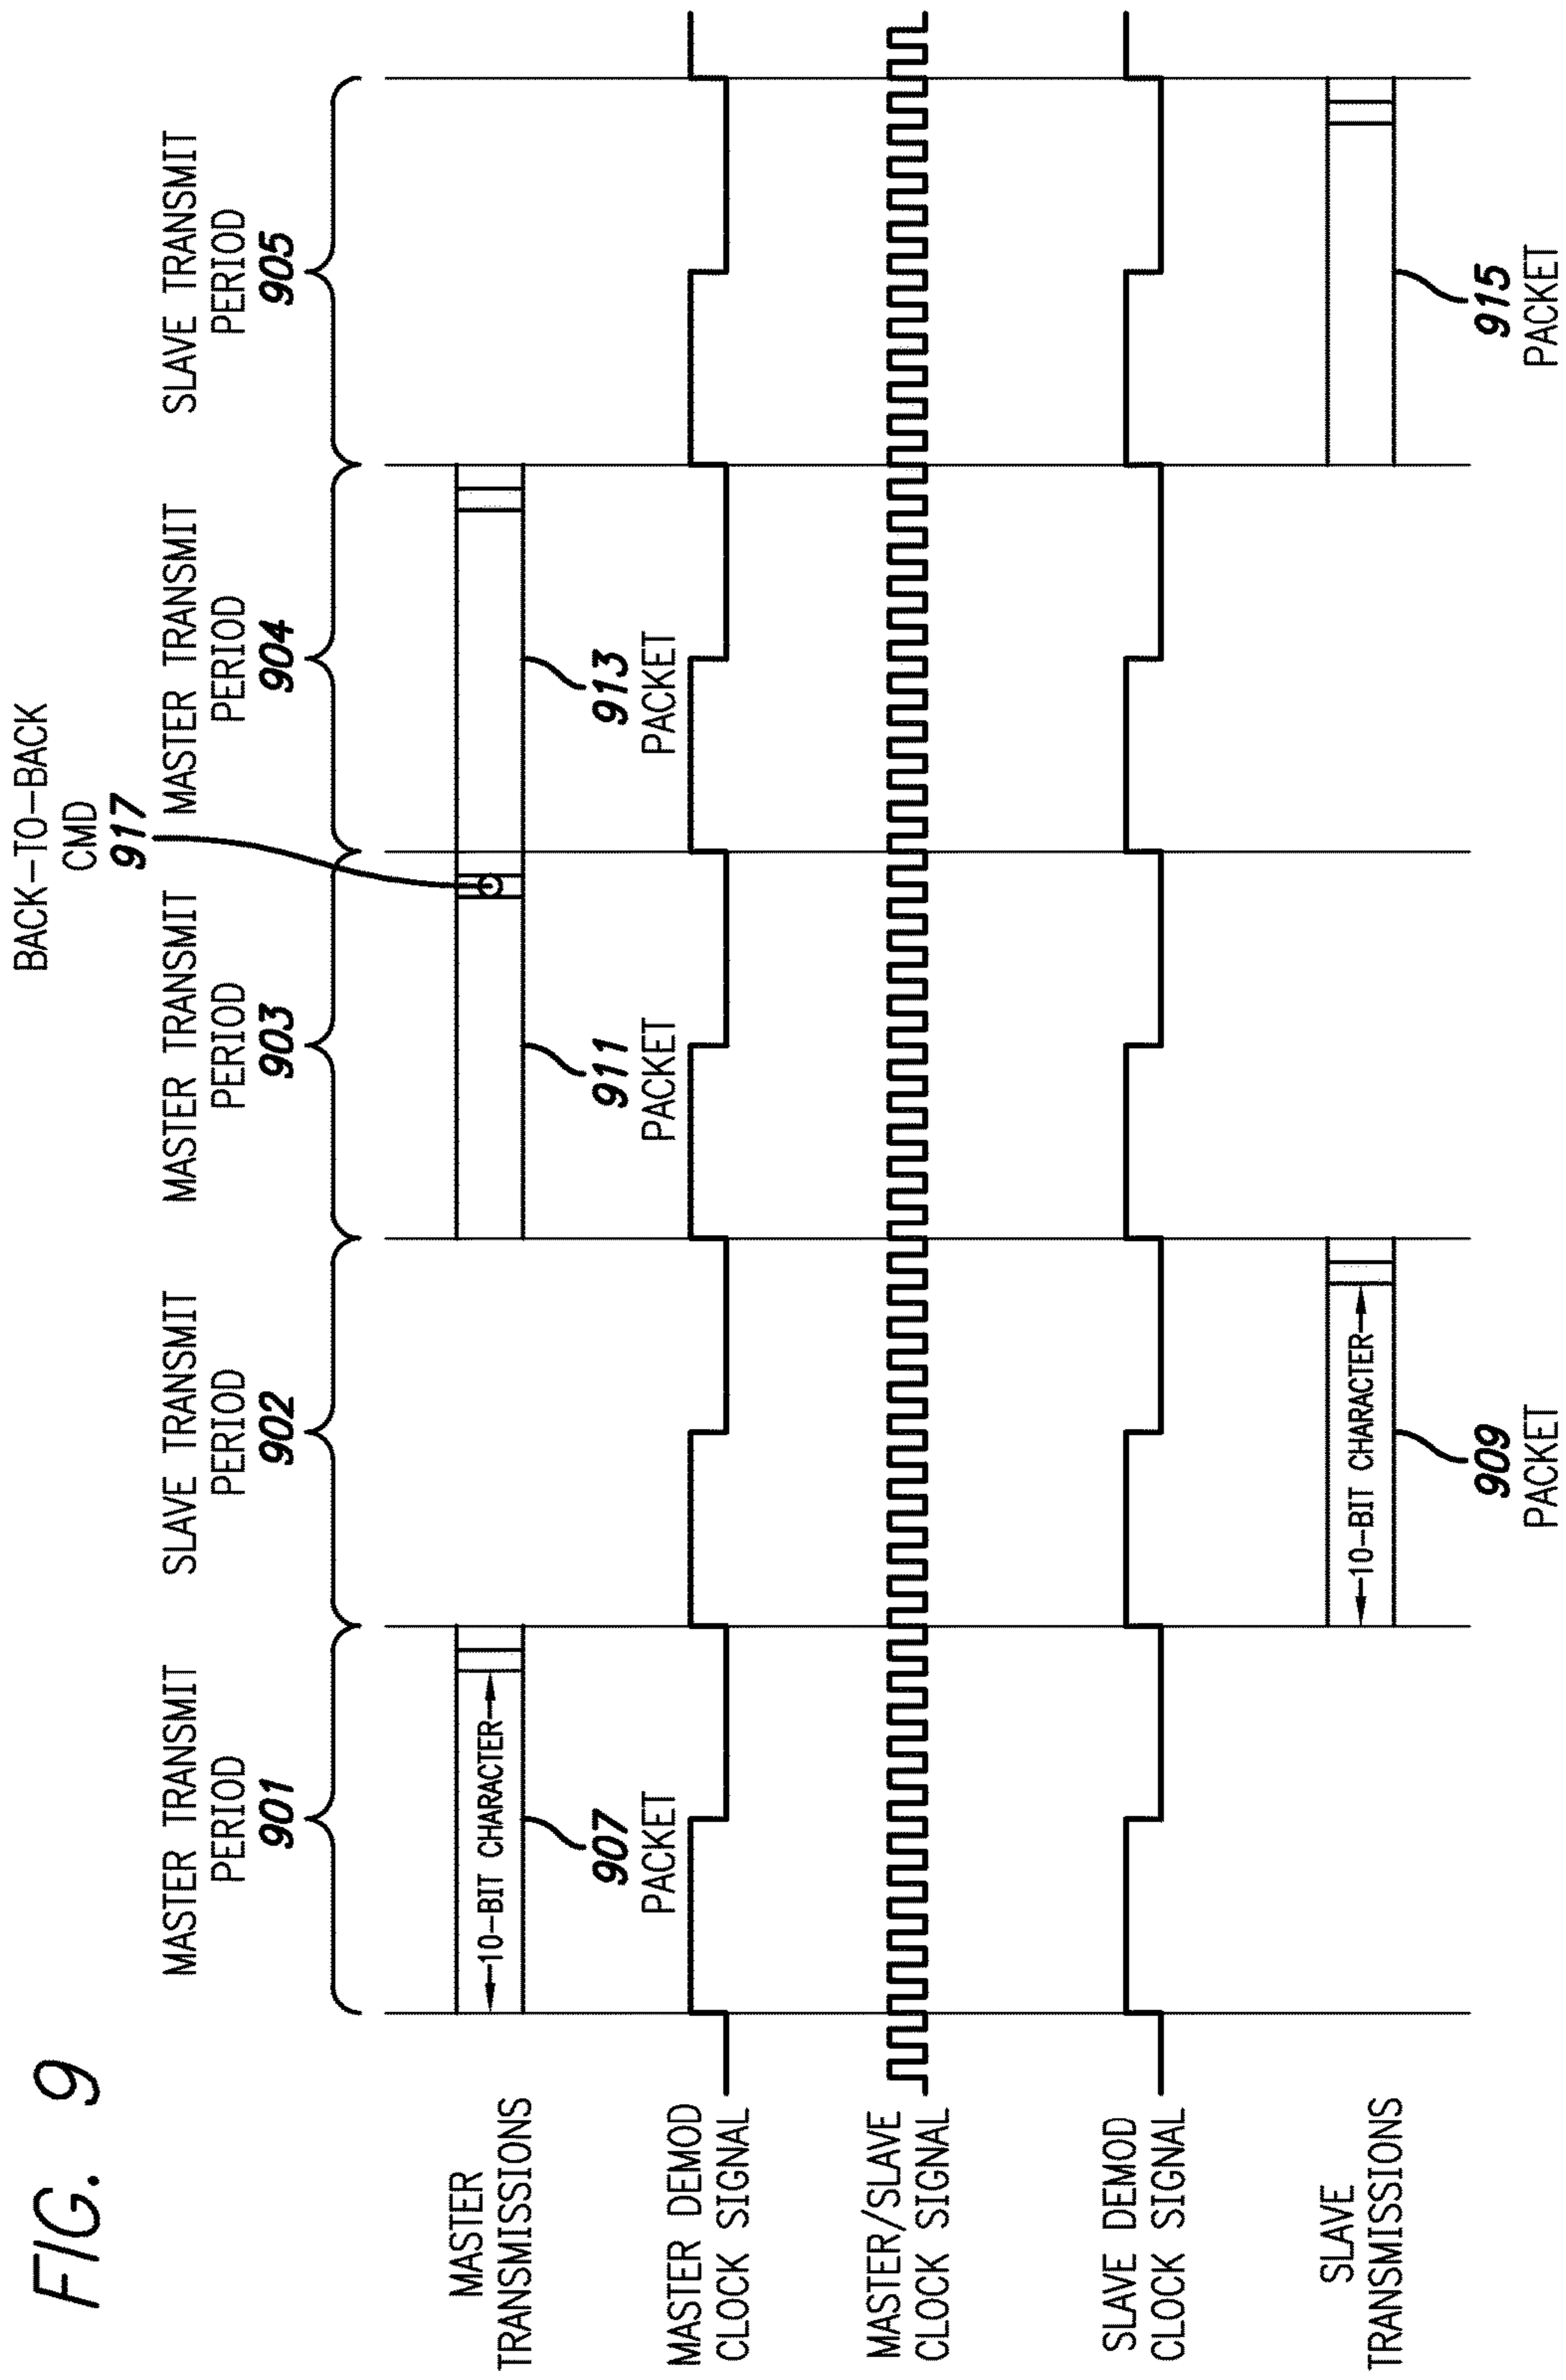 FIG. 9
BACK-TO-BACK
CMD
917
MASTER TRANSMIT
PERIOD
901
SLAVE TRANSMIT
PERIOD
902
MASTER TRANSMIT
PERIOD
903
MASTER TRANSMIT
PERIOD
904
SLAVE TRANSMIT
PERIOD
905
MASTER
TRANSMISSIONS
10-BIT CHARACTER
907
PACKET
911
PACKET
913
PACKET
MASTER DEMOD
CLOCK SIGNAL
MASTER/SLAVE
CLOCK SIGNAL
SLAVE DEMOD
CLOCK SIGNAL
SLAVE
TRANSMISSIONS
10-BIT CHARACTER
909
PACKET
915
PACKET